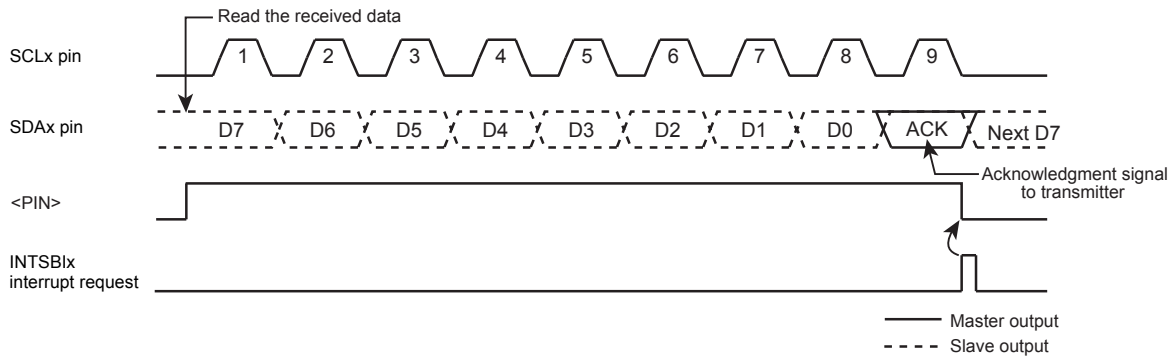 Read the received data
SCLx pin
1 2 3 4 5 6 7 8 9
SDAx pin
D7 D6 D5 D4 D3 D2 D1 D0 ACK Next D7
Acknowledgment signal
to transmitter
<PIN>
INTSBIx
interrupt request
Master output
Slave output